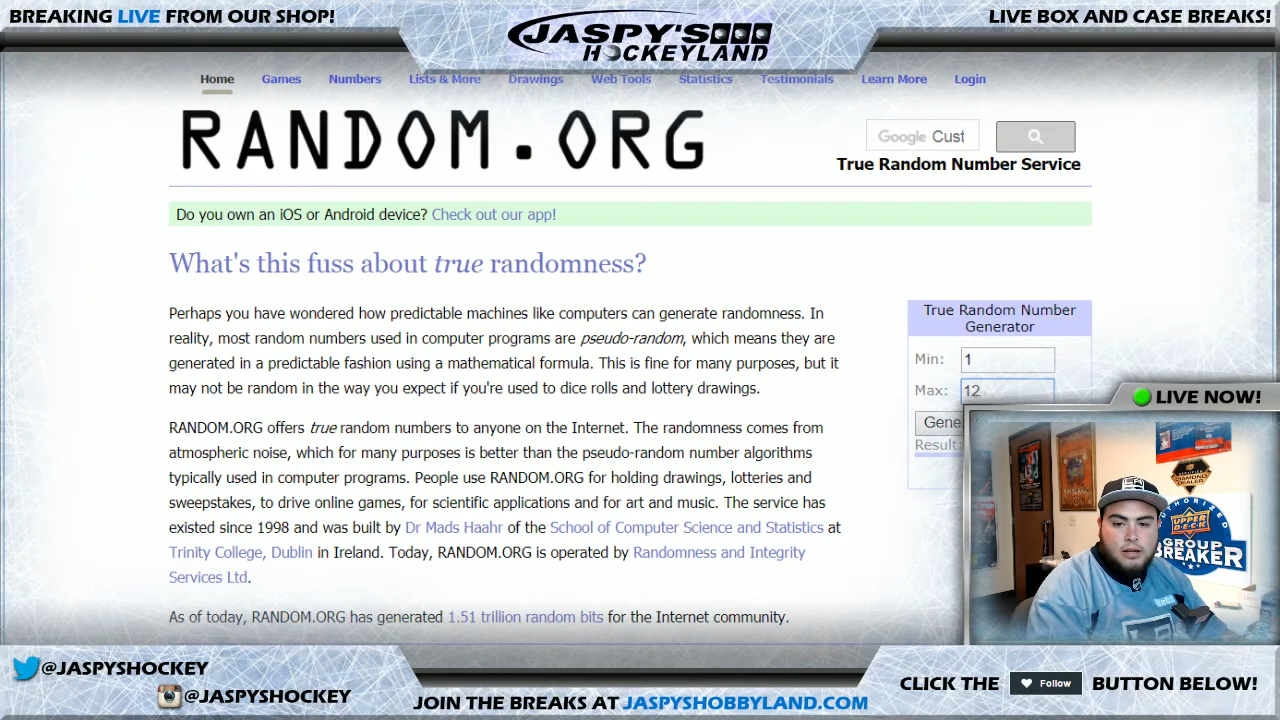 BREAKING LIVE FROM OUR SHOP!
JASPY'S
HOCKEYLAND
LIVE BOX AND CASE BREAKS!
Home Games Numbers Lists & More Drawings Web Tools Statistics Testimonials Learn More Login
RANDOM.ORG
Google Cust
True Random Number Service
Do you own an iOS or Android device? Check out our app!
What's this fuss about true randomness?
Perhaps you have wondered how predictable machines like computers can generate randomness. In
reality, most random numbers used in computer programs are pseudo-random, which means they are
generated in a predictable fashion using a mathematical formula. This is fine for many purposes, but it
may not be random in the way you expect if you're used to dice rolls and lottery drawings.
RANDOM.ORG offers true random numbers to anyone on the Internet. The randomness comes from
atmospheric noise, which for many purposes is better than the pseudo-random number algorithms
typically used in computer programs. People use RANDOM.ORG for holding drawings, lotteries and
sweepstakes, to drive online games, for scientific applications and for art and music. The service has
existed since 1998 and was built by Dr Mads Haahr of the School of Computer Science and Statistics at
Trinity College, Dublin in Ireland. Today, RANDOM.ORG is operated by Randomness and Integrity
Services Ltd.
As of today, RANDOM.ORG has generated 1.51 trillion random bits for the Internet community.
True Random Number
Generator
Min: 1
Max: 12
Gene
Result:
LIVE NOW!
DIAMOND
DEALER
UPPER
DECK
GROUP
BREAKER
@JASPYSHOCKEY
@JASPYSHOCKEY
JOIN THE BREAKS AT JASPYSHOBBYLAND.COM
CLICK THE Follow BUTTON BELOW!